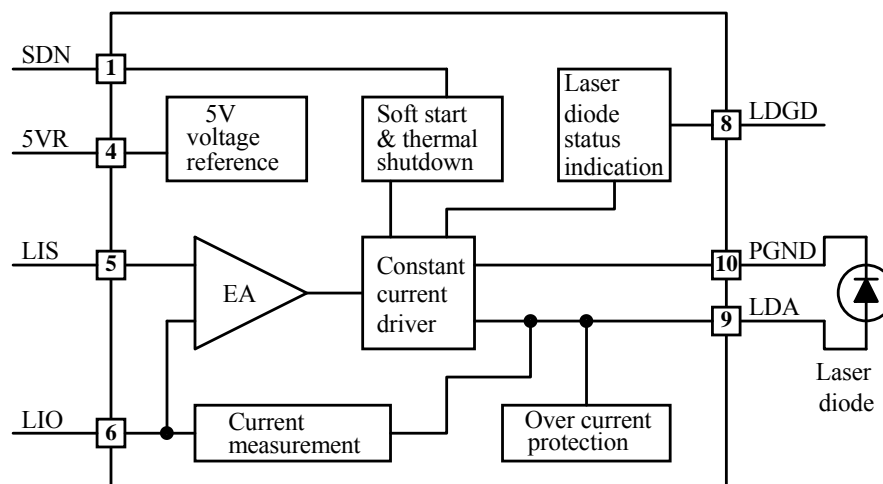 SDN
1
5VR
4
5V
voltage
reference
Soft start
& thermal
shutdown
Laser
diode
status
indication
8
LDGD
LIS
5
EA
Constant
current
driver
10
PGND
9
LDA
Laser
diode
LIO
6
Current
measurement
Over current
protection